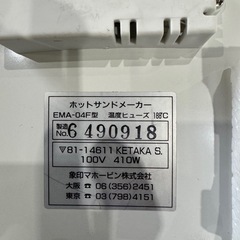 ホットサンドメーカー
EMA-04F型 温度ヒューズ 188℃
製造No. 6 490918
▽81-14611 KETAKA S.
100V 410W
象印マホービン株式会社
大阪 ☎ 06(356)2451
東京 ☎ 03(798)4151